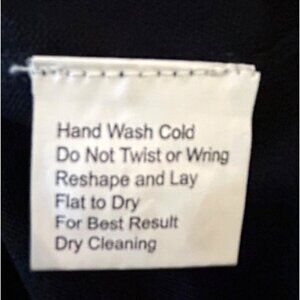 Hand Wash Cold
Do Not Twist or Wring
Reshape and Lay
Flat to Dry
For Best Result
Dry Cleaning